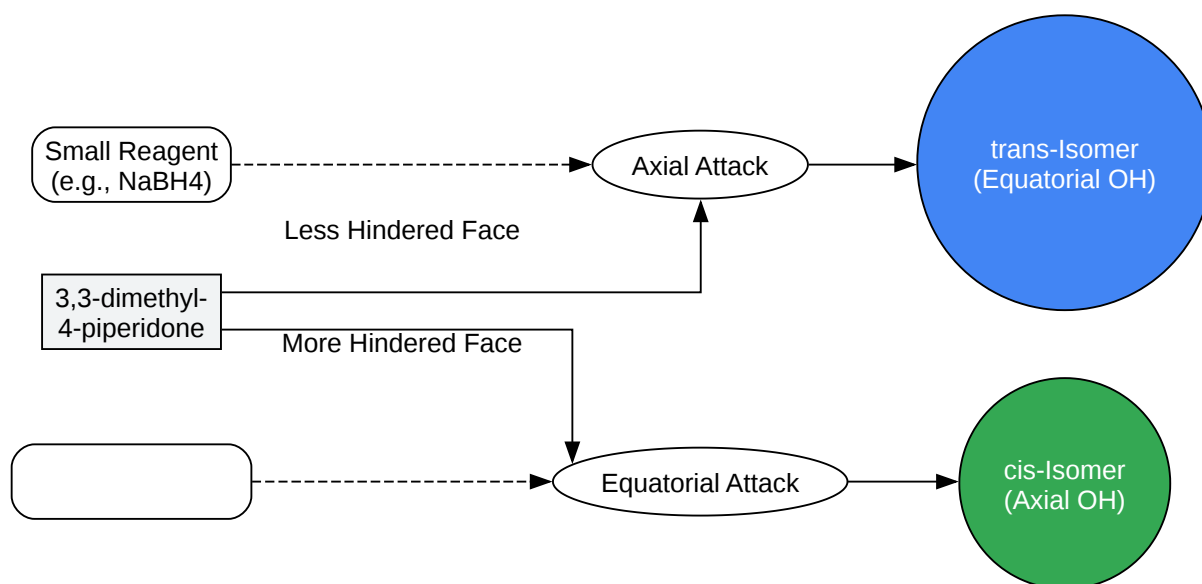 Small Reagent
(e.g., NaBH4)
Axial Attack
trans-Isomer
(Equatorial OH)
Less Hindered Face
3,3-dimethyl-
4-piperidone
More Hindered Face
Equatorial Attack
cis-Isomer
(Axial OH)